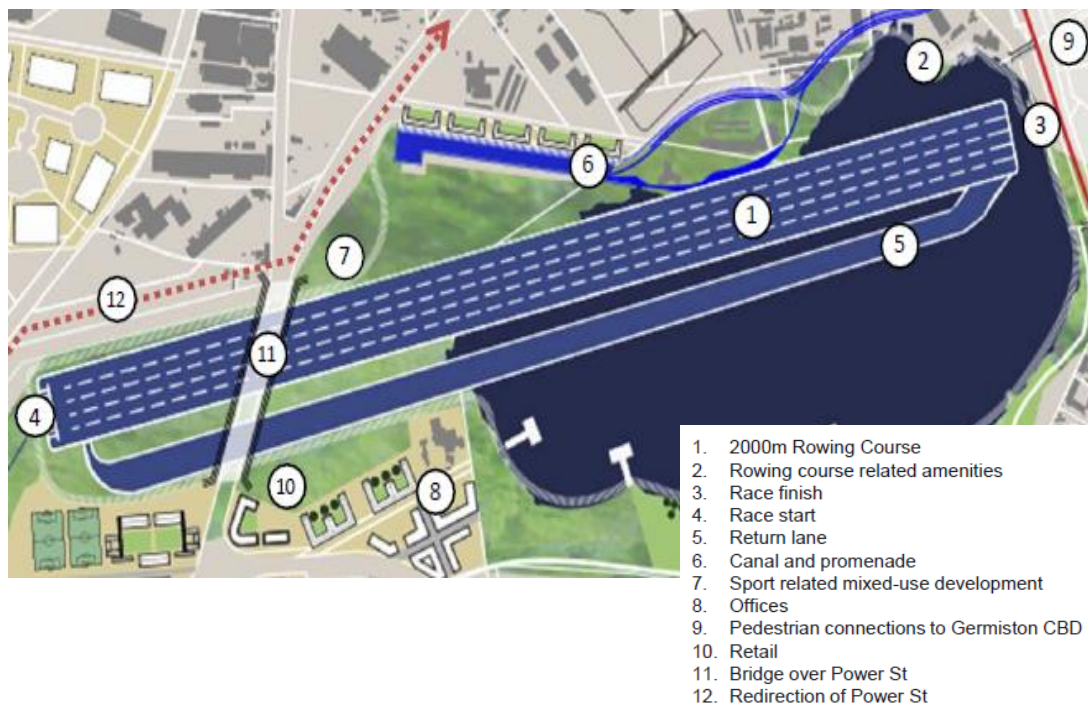 9
2
3
6
1
7
5
12
11
4
10
8
1. 2000m Rowing Course
2. Rowing course related amenities
3. Race finish
4. Race start
5. Return lane
6. Canal and promenade
7. Sport related mixed-use development
8. Offices
9. Pedestrian connections to Germiston CBD
10. Retail
11. Bridge over Power St
12. Redirection of Power St